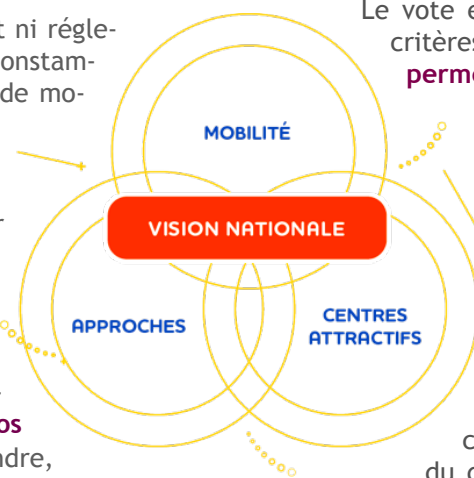 t ni régle-
onstam-
de mo-
Le vote e
critères
perme
MOBILITÉ
VISION NATIONALE
APPROCHES
CENTRES
ATTRACTIFS
os
ndre,
c
du c